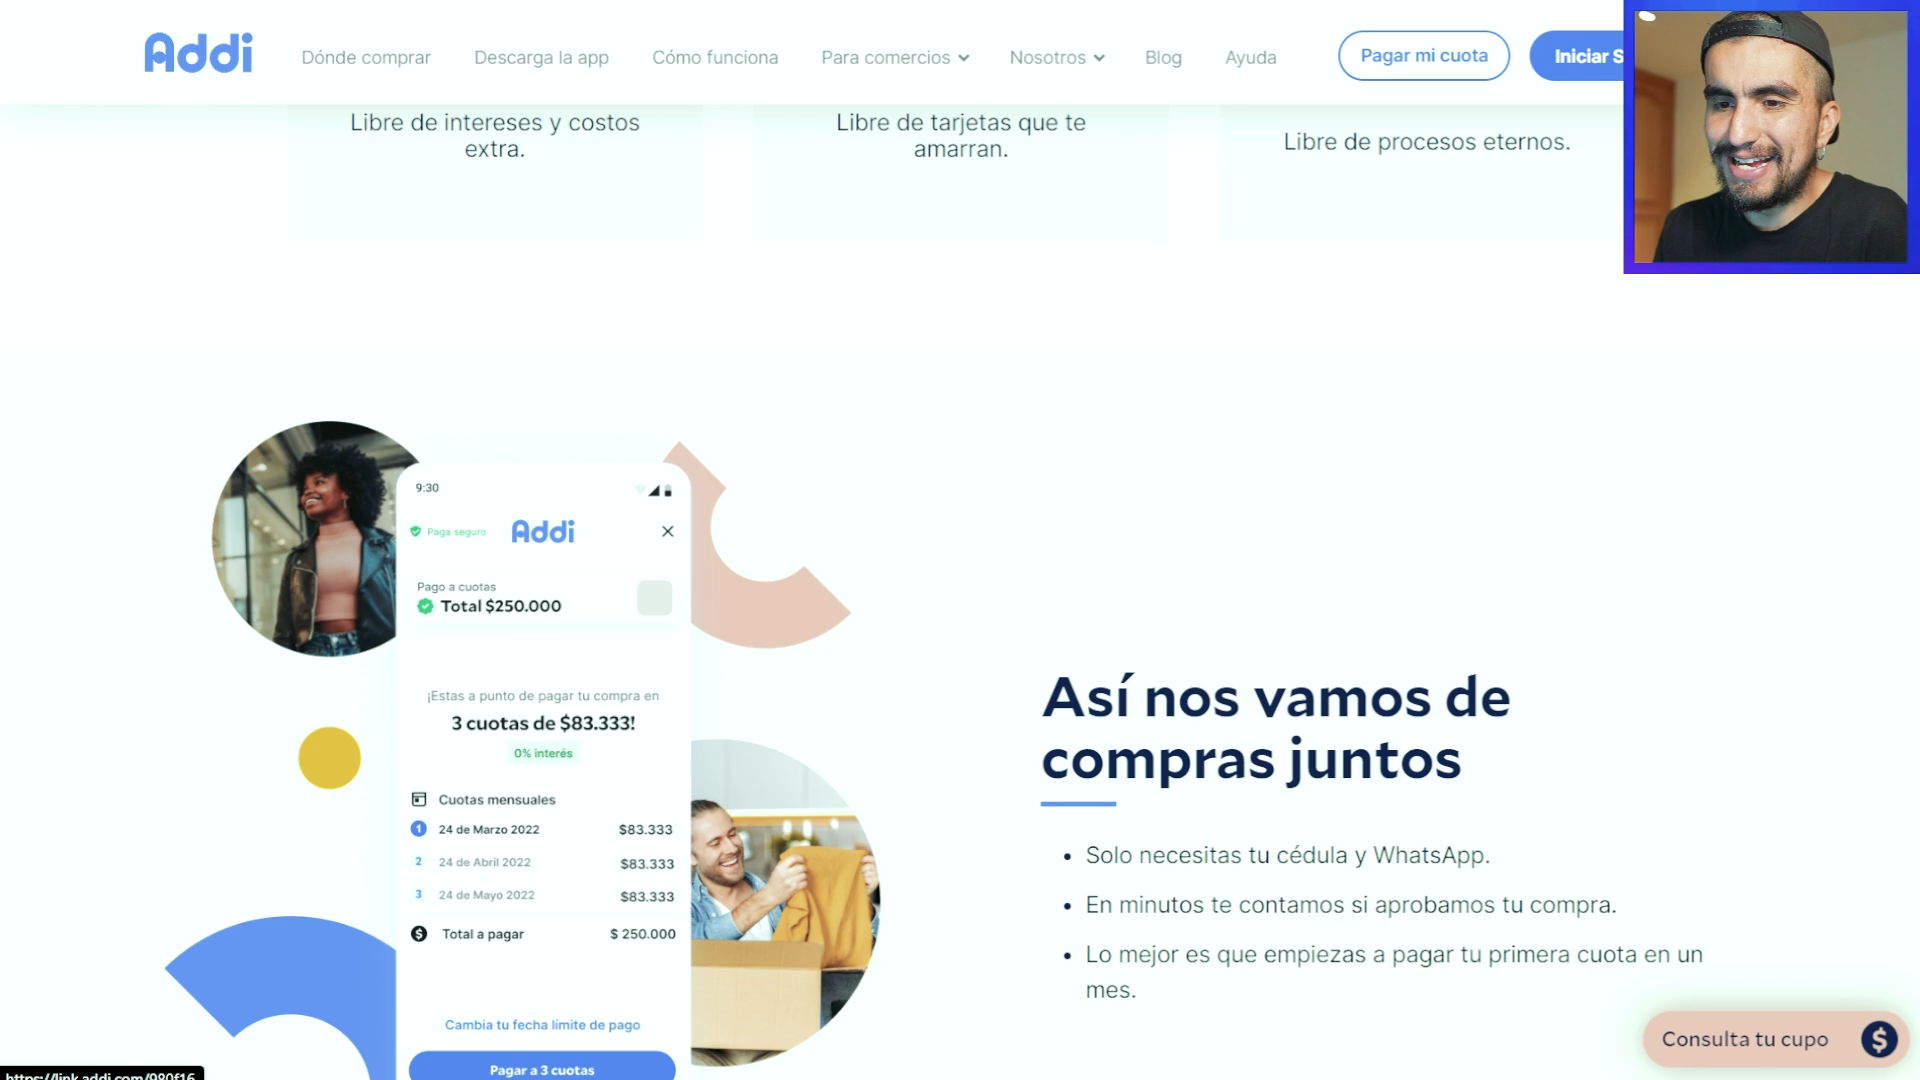 Addi
Dónde comprar
Descarga la app
Cómo funciona
Para comercios
Nosotros
Blog
Ayuda
Pagar mi cuota
Iniciar S
Libre de intereses y costos
extra.
Libre de tarjetas que te
amarran.
Libre de procesos eternos.
9:30
Paga seguro
Addi
Pago a cuotas
Total $250.000
¡Estas a punto de pagar tu compra en
3 cuotas de $83.333!
0% interés
Cuotas mensuales
1 24 de Marzo 2022 $83.333
2 24 de Abril 2022 $83.333
3 24 de Mayo 2022 $83.333
$ Total a pagar $ 250.000
Cambia tu fecha límite de pago
Pagar a 3 cuotas
Así nos vamos de
compras juntos
• Solo necesitas tu cédula y WhatsApp.
• En minutos te contamos si aprobamos tu compra.
• Lo mejor es que empiezas a pagar tu primera cuota en un
mes.
Consulta tu cupo $